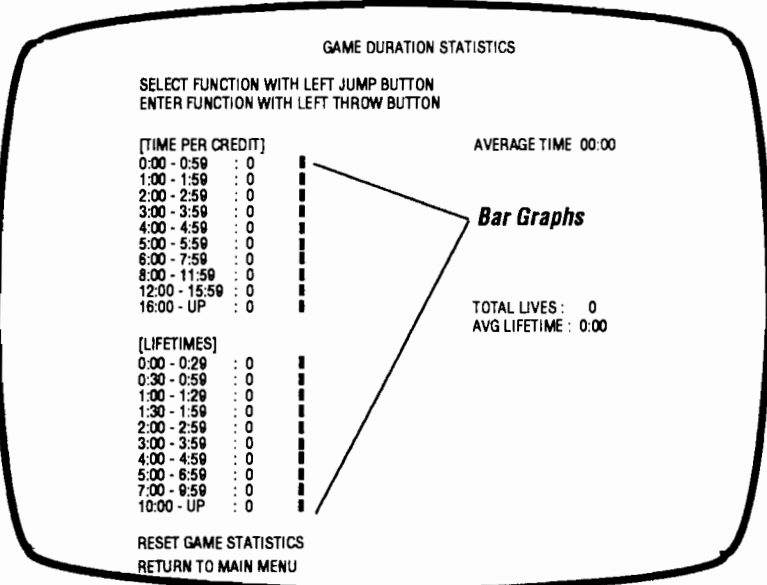 GAME DURATION STATISTICS
SELECT FUNCTION WITH LEFT JUMP BUTTON
ENTER FUNCTION WITH LEFT THROW BUTTON
[TIME PER CREDIT]
AVERAGE TIME 00:00
0:00 - 0:59 : 0
1:00 - 1:59 : 0
2:00 - 2:59 : 0
3:00 - 3:59 : 0
4:00 - 4:59 : 0
5:00 - 5:59 : 0
6:00 - 7:59 : 0
8:00 - 11:59 : 0
12:00 - 15:59 : 0
16:00 - UP : 0
Bar Graphs
TOTAL LIVES : 0
AVG LIFETIME : 0:00
[LIFETIMES]
0:00 - 0:29 : 0
0:30 - 0:59 : 0
1:00 - 1:29 : 0
1:30 - 1:59 : 0
2:00 - 2:59 : 0
3:00 - 3:59 : 0
4:00 - 4:59 : 0
5:00 - 6:59 : 0
7:00 - 9:59 : 0
10:00 - UP : 0
RESET GAME STATISTICS
RETURN TO MAIN MENU